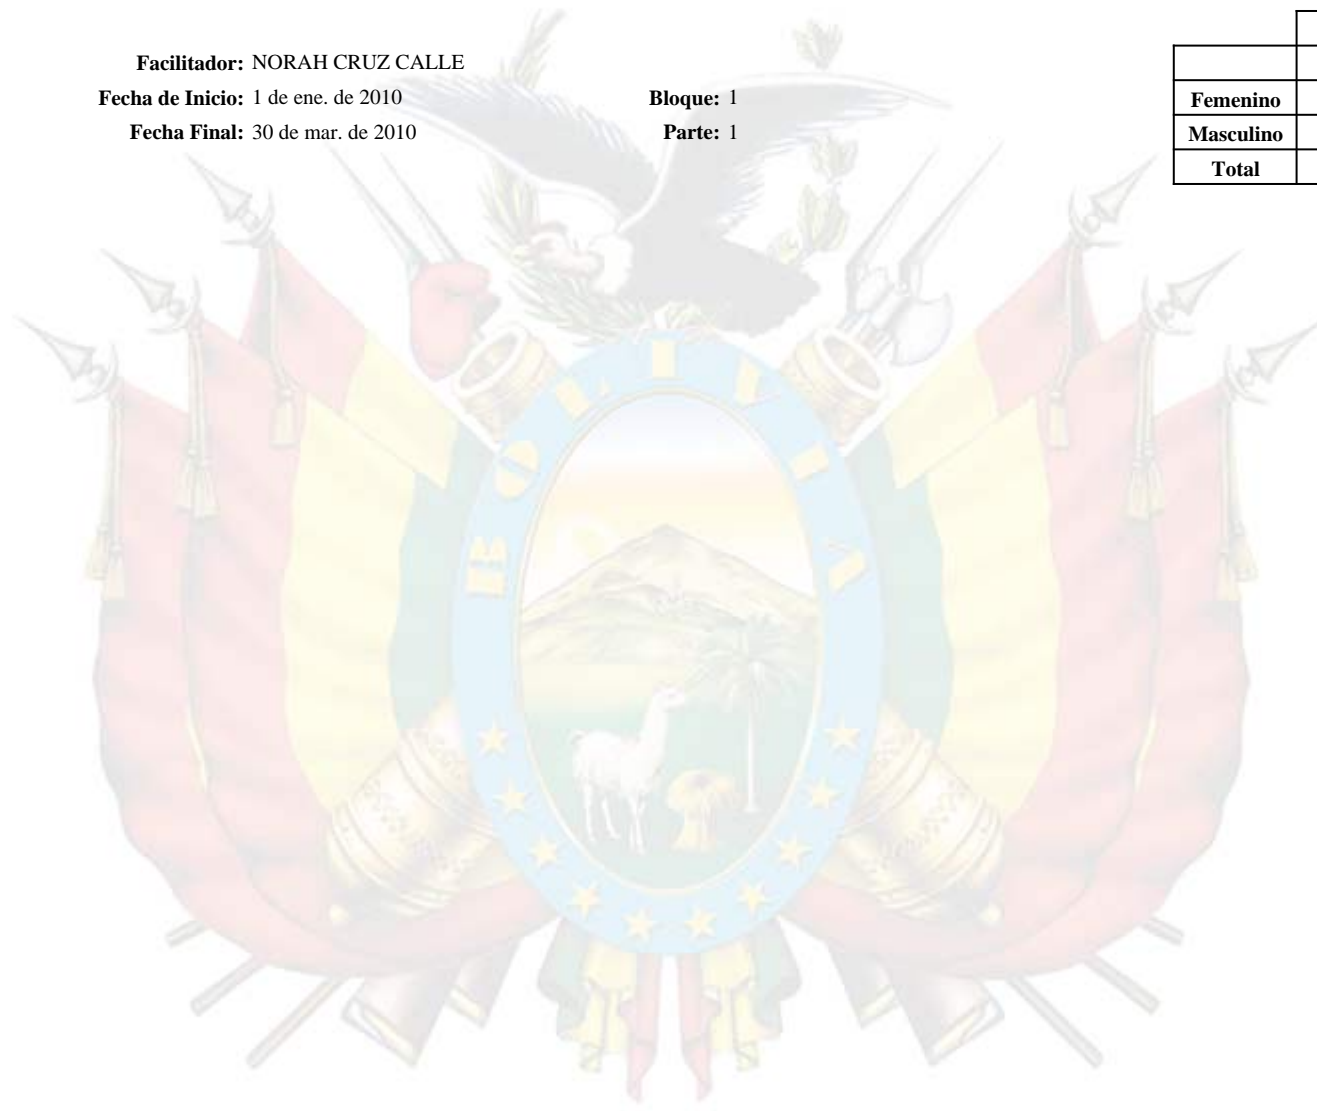 Facilitador: NORAH CRUZ CALLE
Fecha de Inicio: 1 de ene. de 2010 Bloque: 1
Fecha Final: 30 de mar. de 2010 Parte: 1
Femenino
Masculino
Total
BOLIVIA